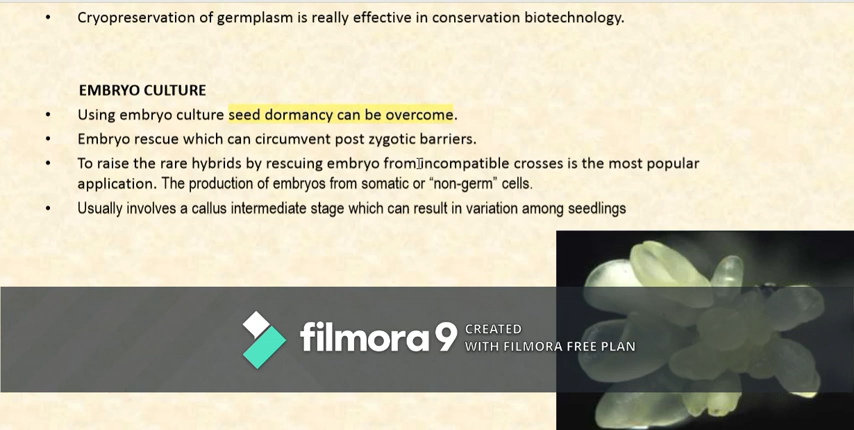 • Cryopreservation of germplasm is really effective in conservation biotechnology.
EMBRYO CULTURE
• Using embryo culture seed dormancy can be overcome.
• Embryo rescue which can circumvent post zygotic barriers.
• To raise the rare hybrids by rescuing embryo from incompatible crosses is the most popular
application. The production of embryos from somatic or “non-germ” cells.
• Usually involves a callus intermediate stage which can result in variation among seedlings
filmora9 CREATED
WITH FILMORA FREE PLAN